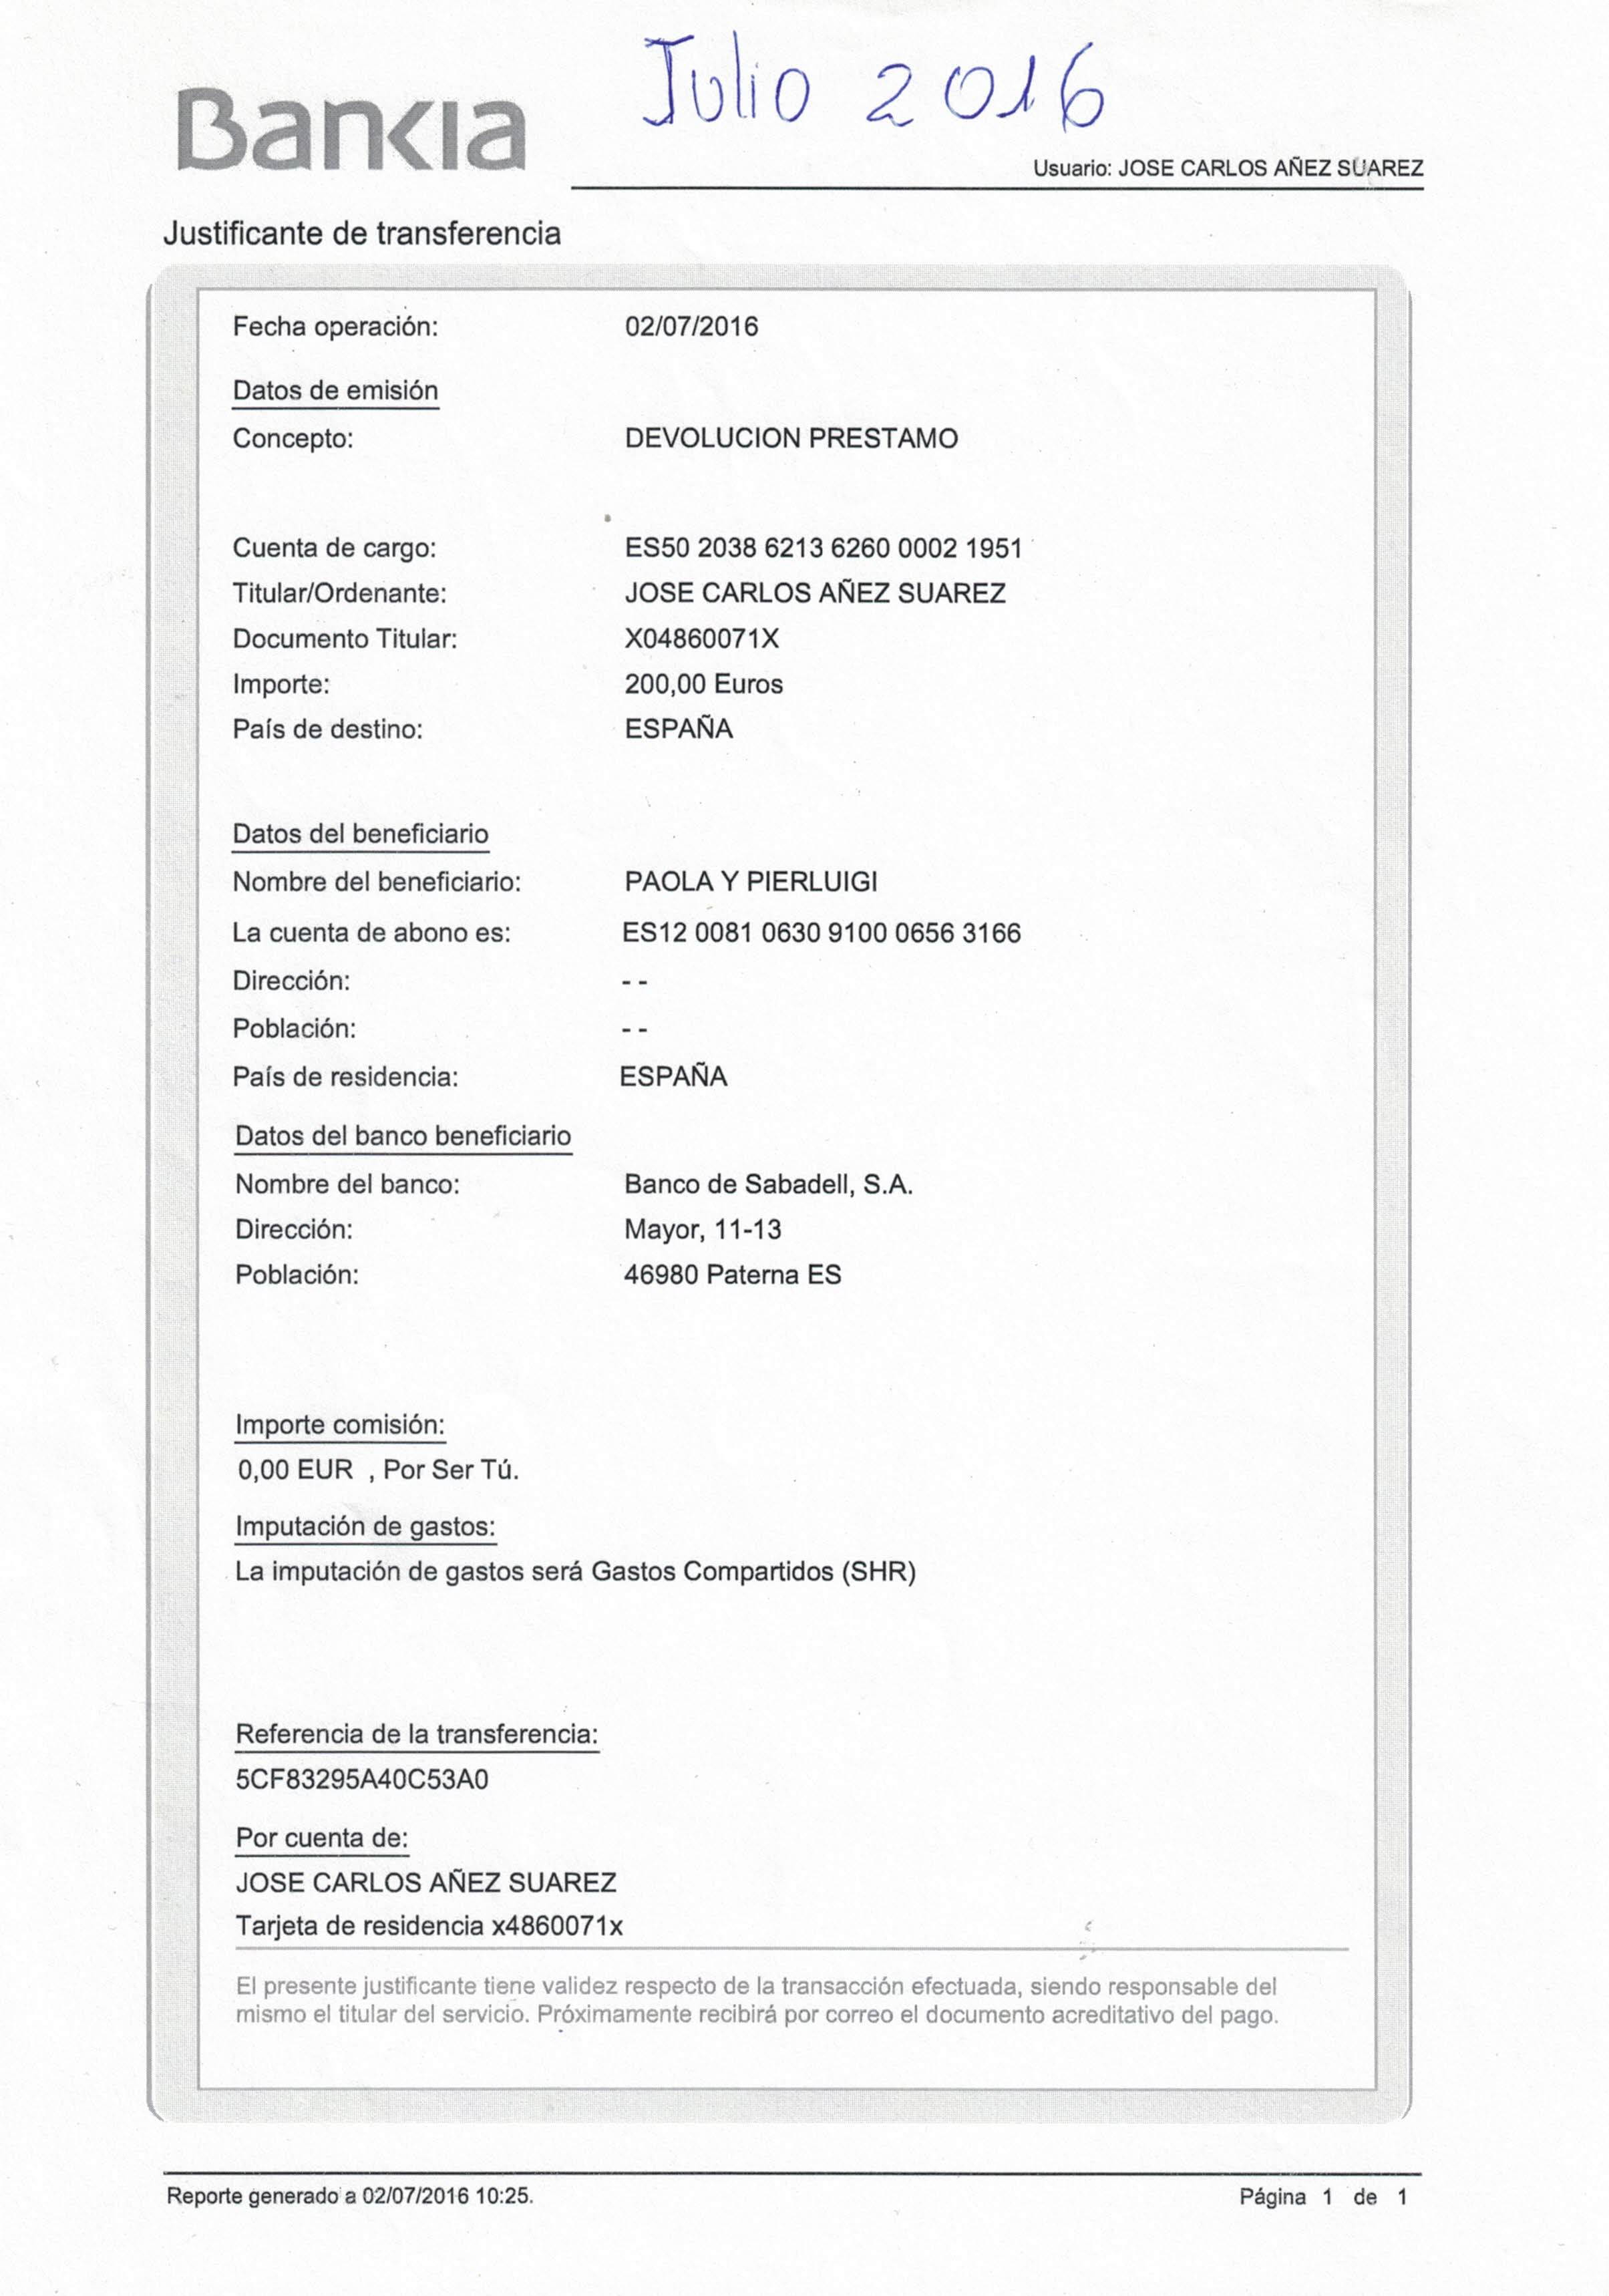 Julio 2016
Bankia
Usuario: JOSE CARLOS AÑEZ SUAREZ
Justificante de transferencia
Fecha operación: 02/07/2016
Datos de emisión
Concepto: DEVOLUCION PRESTAMO
Cuenta de cargo: ES50 2038 6213 6260 0002 1951
Titular/Ordenante: JOSE CARLOS AÑEZ SUAREZ
Documento Titular: X04860071X
Importe: 200,00 Euros
País de destino: ESPAÑA
Datos del beneficiario
Nombre del beneficiario: PAOLA Y PIERLUIGI
La cuenta de abono es: ES12 0081 0630 9100 0656 3166
Dirección: - -
Población: - -
País de residencia: ESPAÑA
Datos del banco beneficiario
Nombre del banco: Banco de Sabadell, S.A.
Dirección: Mayor, 11-13
Población: 46980 Paterna ES
Importe comisión:
0,00 EUR , Por Ser Tú.
Imputación de gastos:
La imputación de gastos será Gastos Compartidos (SHR)
Referencia de la transferencia:
5CF83295A40C53A0
Por cuenta de:
JOSE CARLOS AÑEZ SUAREZ
Tarjeta de residencia x4860071x
El presente justificante tiene validez respecto de la transacción efectuada, siendo responsable del
mismo el titular del servicio. Próximamente recibirá por correo el documento acreditativo del pago.
Reporte generado a 02/07/2016 10:25.
Página 1 de 1